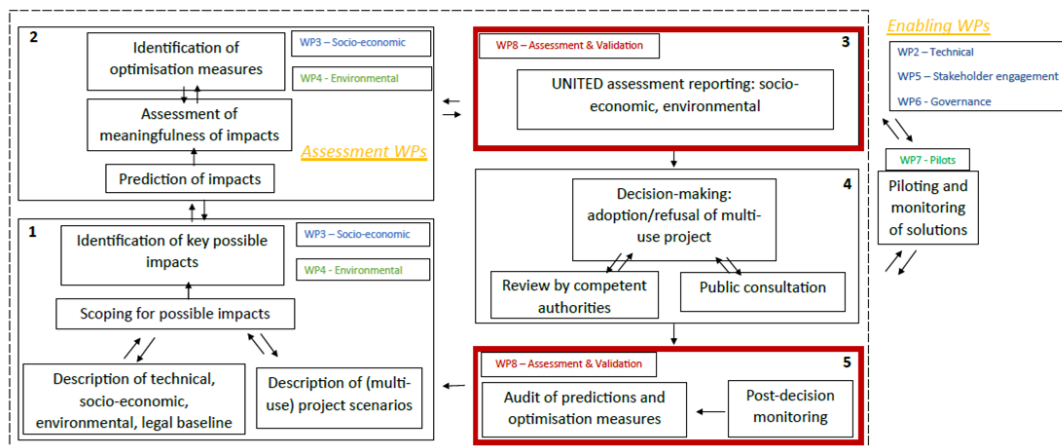 2
Identification of
optimisation measures
WP3 – Socio-economic
WP4 - Environmental
Assessment of
meaningfulness of impacts
Assessment WPs
Prediction of impacts
1
Identification of key possible
impacts
WP3 – Socio-economic
WP4 - Environmental
Scoping for possible impacts
Description of technical,
socio-economic,
environmental, legal baseline
Description of (multi-
use) project scenarios
WP8 – Assessment & Validation
3
UNITED assessment reporting: socio-
economic, environmental
4
Decision-making:
adoption/refusal of multi-
use project
Review by competent
authorities
Public consultation
WP8 – Assessment & Validation
5
Audit of predictions and
optimisation measures
Post-decision
monitoring
Enabling WPs
WP2 – Technical
WP5 - Stakeholder engagement
WP6 - Governance
WP7 - Pilots
Piloting and
monitoring
of solutions